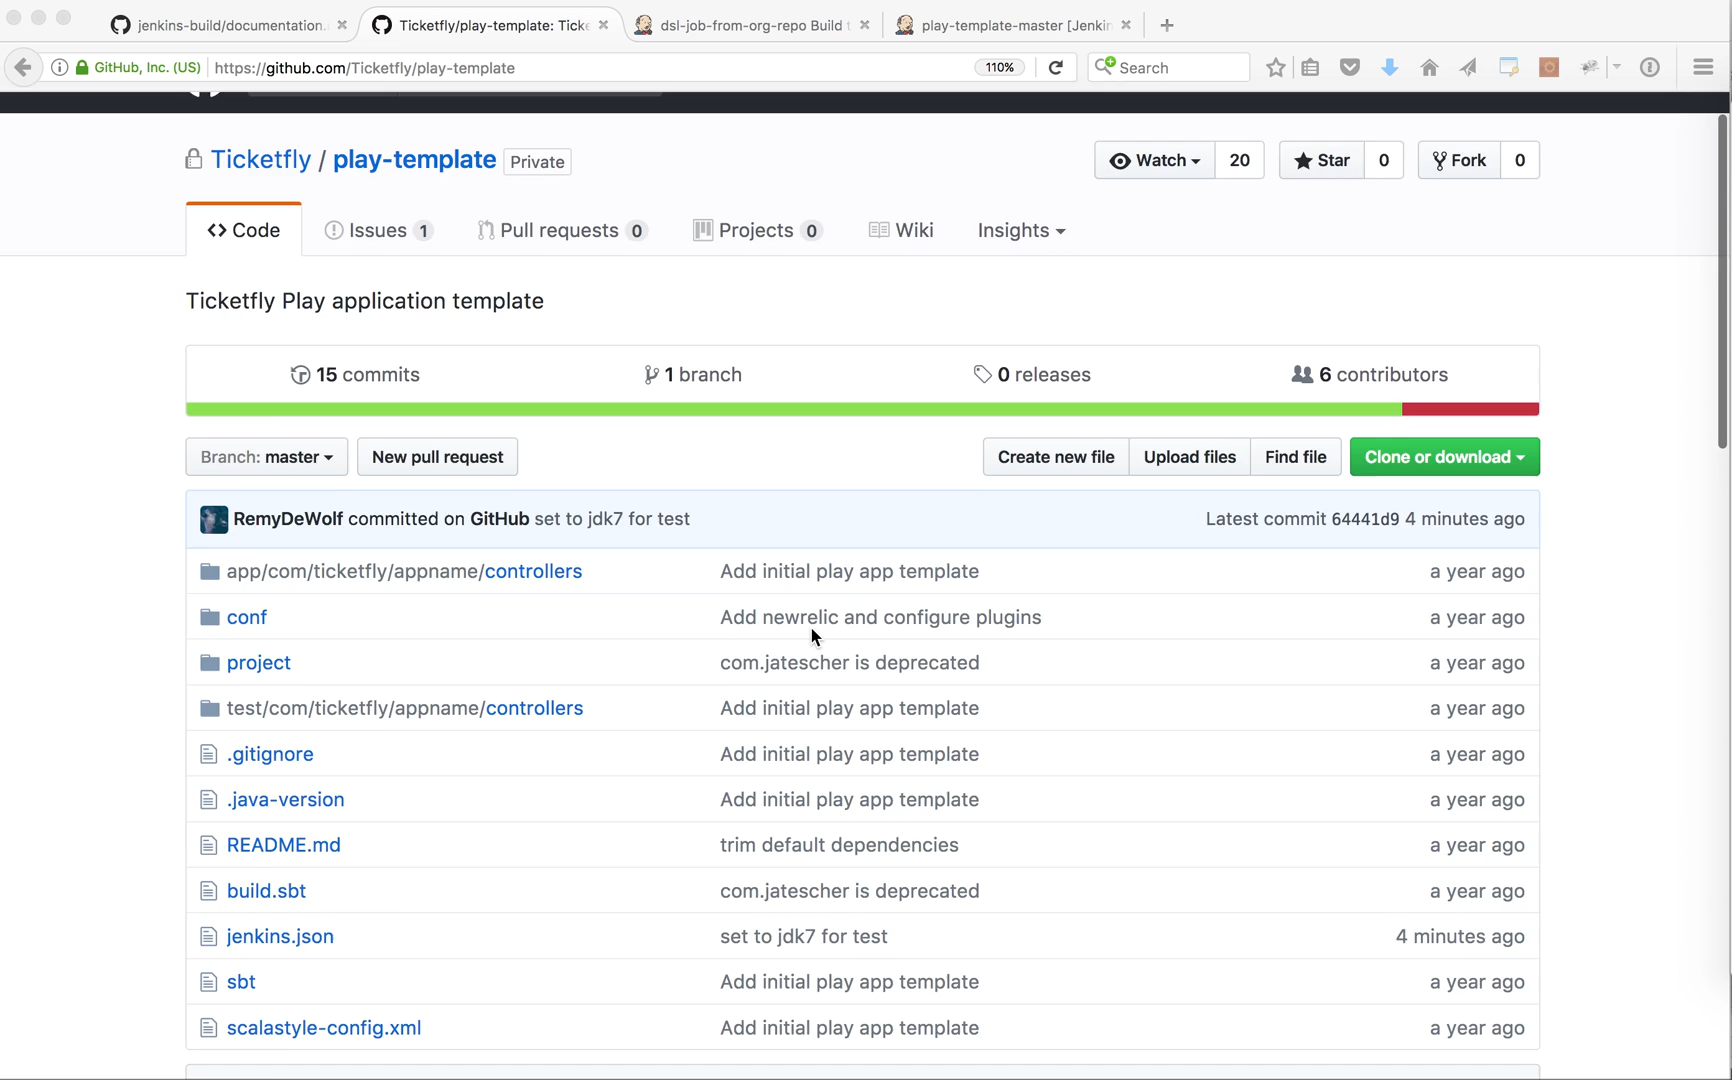 jenkins-build/documentation.
Ticketfly/play-template: Tick
dsl-job-from-org-repo Build
play-template-master [Jenkin
GitHub, Inc. (US)
https://github.com/Ticketfly/play-template
110%
Search
Ticketfly / play-template
Private
Watch 20
Star 0
Fork 0
<> Code
Issues 1
Pull requests 0
Projects 0
Wiki
Insights
Ticketfly Play application template
15 commits
1 branch
0 releases
6 contributors
Branch: master
New pull request
Create new file
Upload files
Find file
Clone or download
RemyDeWolf committed on GitHub set to jdk7 for test
Latest commit 64441d9 4 minutes ago
app/com/ticketfly/appname/controllers
Add initial play app template
a year ago
conf
Add newrelic and configure plugins
a year ago
project
com.jatescher is deprecated
a year ago
test/com/ticketfly/appname/controllers
Add initial play app template
a year ago
.gitignore
Add initial play app template
a year ago
.java-version
Add initial play app template
a year ago
README.md
trim default dependencies
a year ago
build.sbt
com.jatescher is deprecated
a year ago
jenkins.json
set to jdk7 for test
4 minutes ago
sbt
Add initial play app template
a year ago
scalastyle-config.xml
Add initial play app template
a year ago